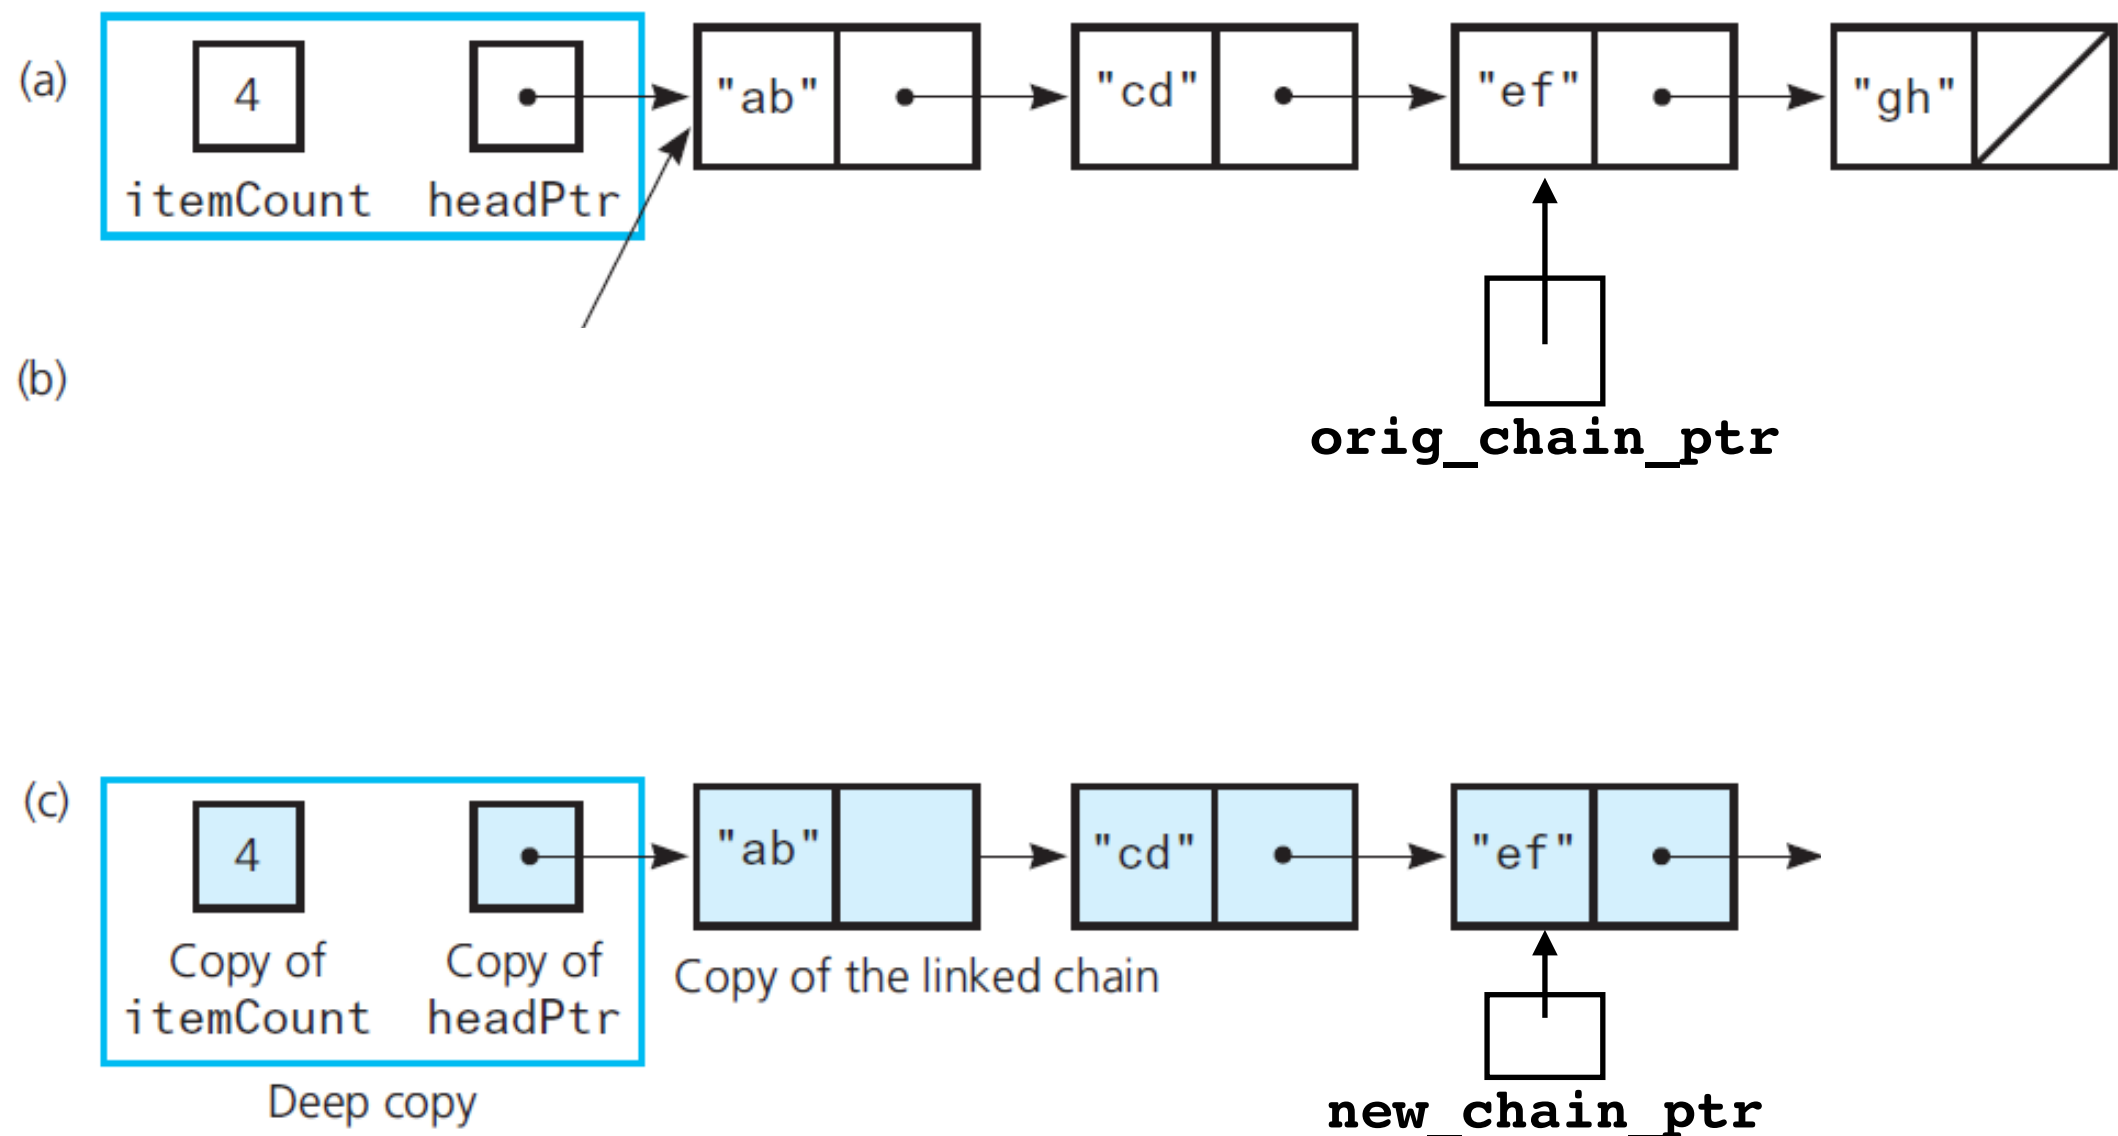 (a)
4
"ab"
"cd"
"ef"
"gh"
itemCount
headPtr
(b)
orig_chain_ptr
(c)
4
"ab"
"cd"
"ef"
Copy of
itemCount
Copy of
headPtr
Copy of the linked chain
Deep copy
new_chain_ptr